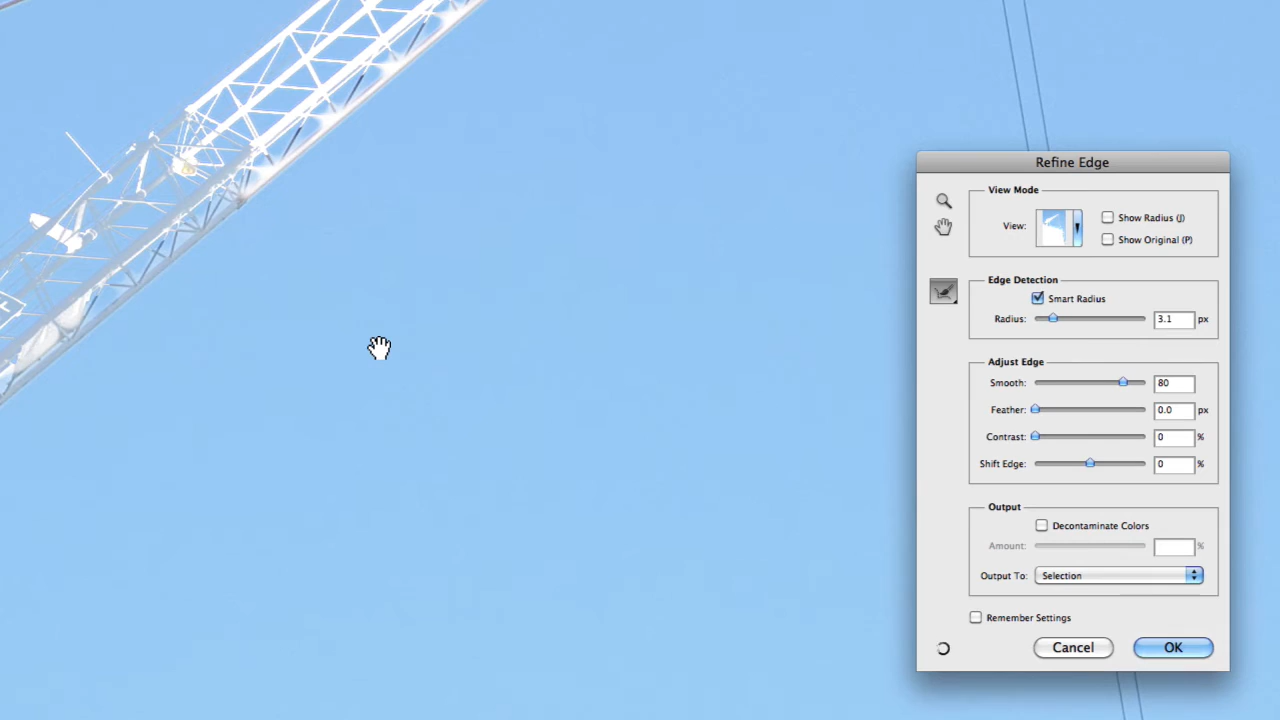 Refine Edge
View Mode
View:
Show Radius (J)
Show Original (P)
Edge Detection
Smart Radius
Radius:
3.1
px
Adjust Edge
Smooth:
80
Feather:
0.0
px
Contrast:
0
%
Shift Edge:
0
%
Output
Decontaminate Colors
Amount:
%
Output To:
Selection
Remember Settings
Cancel
OK